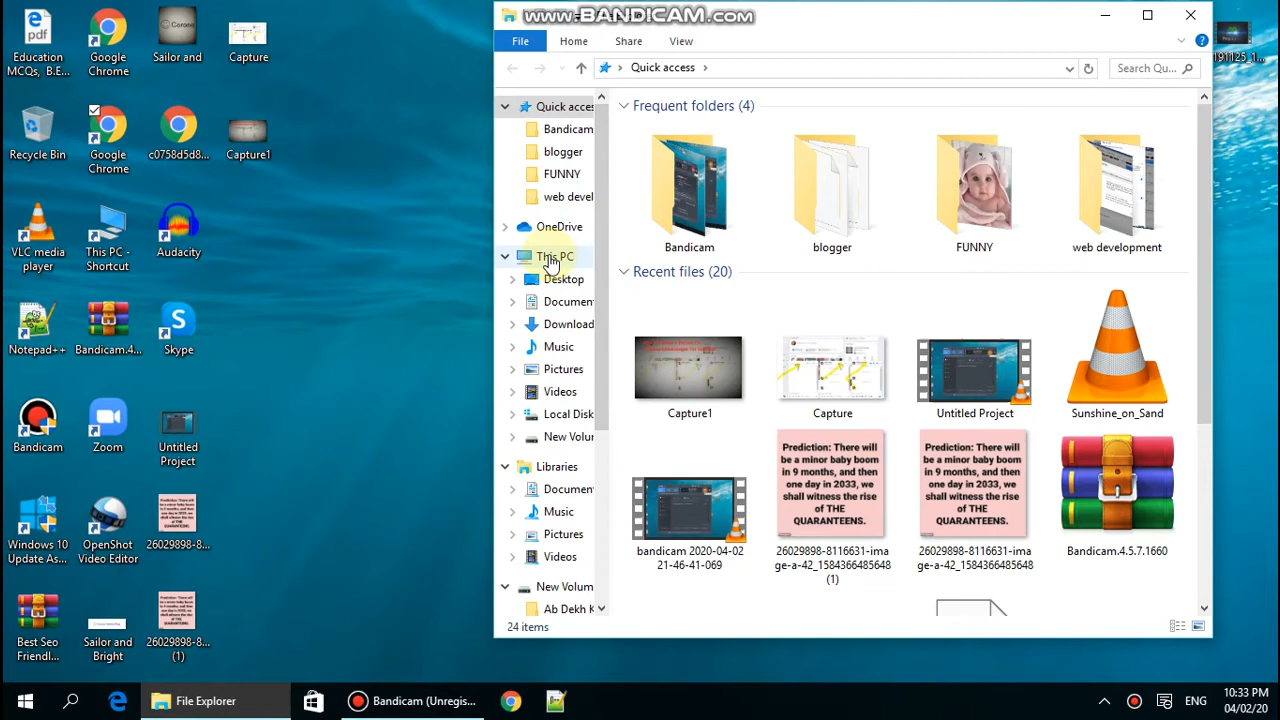 www.BANDICAM.com
File
Home
Share
View
Quick access
Search Qu...
Quick acces
Bandicam
blogger
FUNNY
web devel
OneDrive
This PC
Desktop
Documen
Download
Music
Pictures
Videos
Local Disk
New Volu
Libraries
Documen
Music
Pictures
Videos
New Volum
Ab Dekh K
Frequent folders (4)
Bandicam
blogger
FUNNY
web development
Recent files (20)
Capture1
Capture
Untitled Project
Sunshine_on_Sand
Prediction: There will
be a minor baby boom
in 9 months, and then
one day in 2033, we
shall witness the rise
of THE
QUARANTEENS.
Prediction: There will
be a minor baby boom
in 9 months, and then
one day in 2033, we
shall witness the rise
of THE
QUARANTEENS.
bandicam 2020-04-02
21-46-41-069
26029898-8116631-ima
ge-a-42_1584366485648
(1)
26029898-8116631-ima
ge-a-42_1584366485648
Bandicam.4.5.7.1660
24 items
pdf
Education
MCQs, B.E...
Google
Chrome
Sailor and
Capture
Recycle Bin
Google
Chrome
c0758d5d8...
Capture1
VLC media
player
This PC -
Shortcut
Audacity
Notepad++
Bandicam.4...
Skype
Bandicam
Zoom
Untitled
Project
Windows 10
Update As...
OpenShot
Video Editor
26029898-8...
Best Seo
Friendl...
Sailor and
Bright
26029898-8...
(1)
File Explorer
Bandicam (Unregis...
ENG
10:33 PM
04/02/20